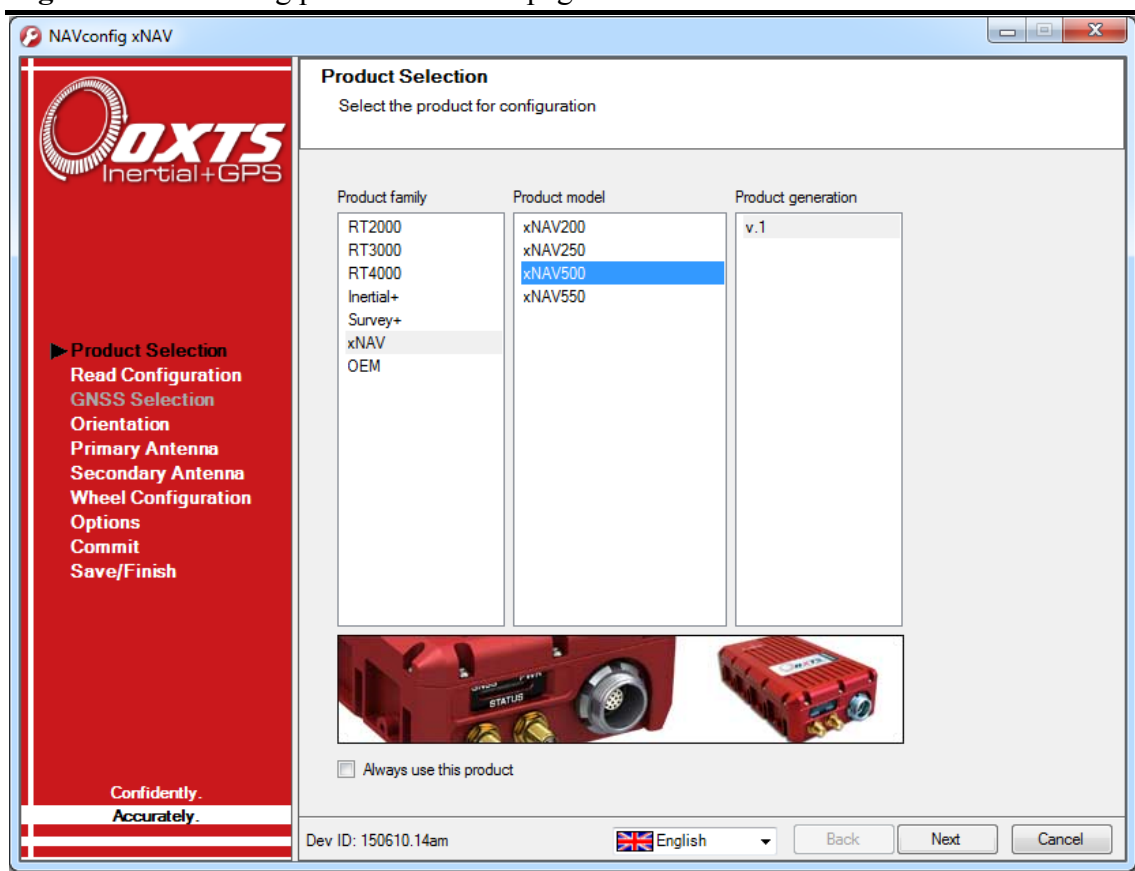 NAVconfig xNAV
OXTS
Inertial+GPS
Product Selection
Read Configuration
GNSS Selection
Orientation
Primary Antenna
Secondary Antenna
Wheel Configuration
Options
Commit
Save/Finish
Confidently.
Accurately.
Product Selection
Select the product for configuration
Product family
RT2000
RT3000
RT4000
Inertial+
Survey+
xNAV
OEM
Product model
xNAV200
xNAV250
xNAV500
xNAV550
Product generation
v.1
GNSS PWR
STATUS
OXTS
Always use this product
Dev ID: 150610.14am
English
Back
Next
Cancel